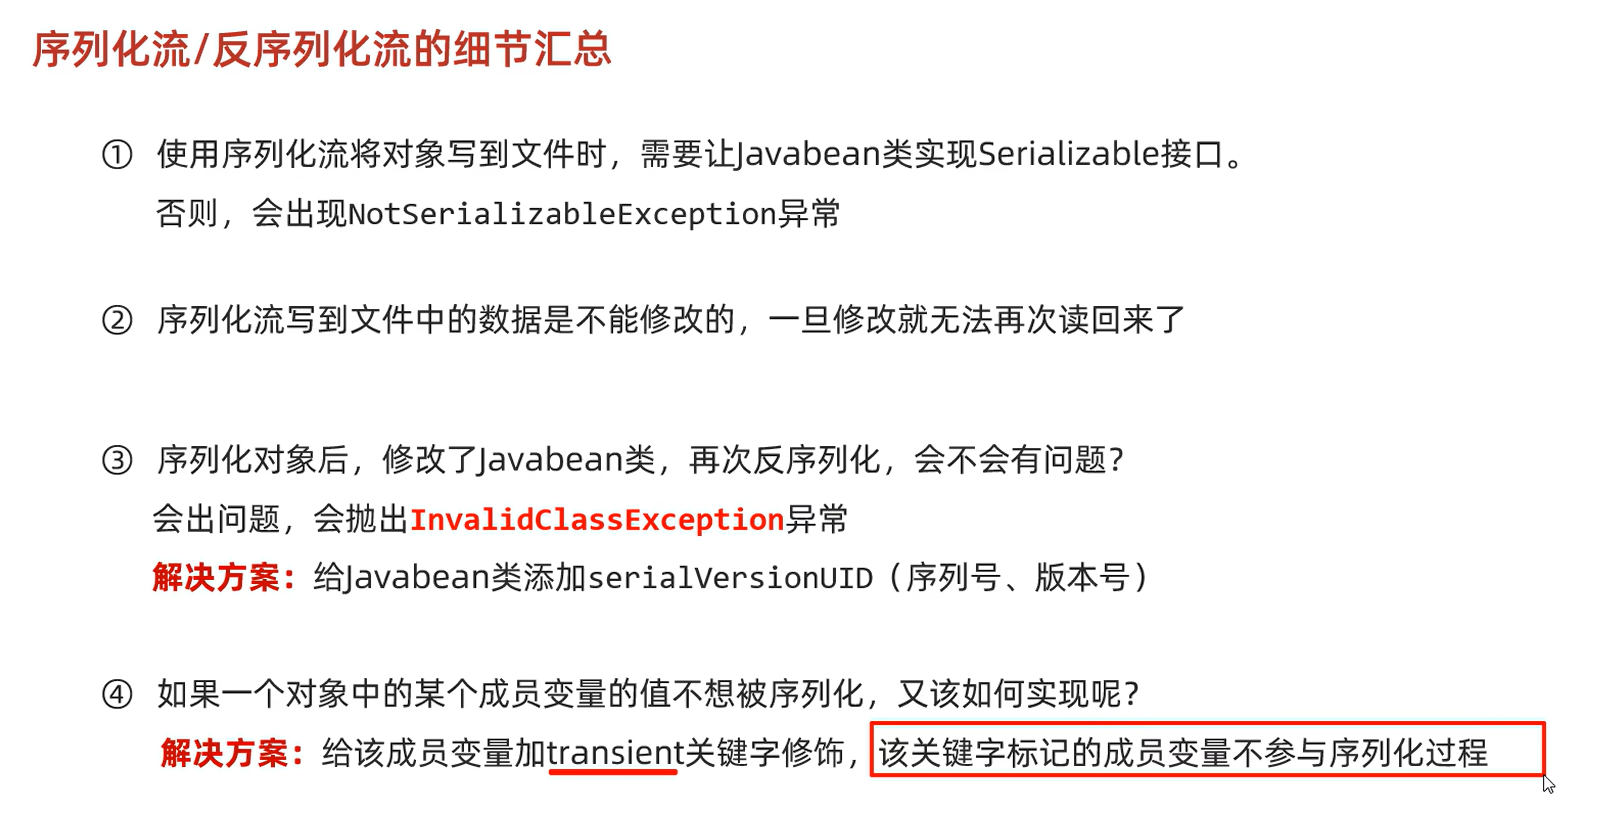 序列化流/反序列化流的细节汇总
① 使用序列化流将对象写到文件时，需要让Javabean类实现Serializable接口。
否则，会出现NotSerializableException异常
② 序列化流写到文件中的数据是不能修改的，一旦修改就无法再次读回来了
③ 序列化对象后，修改了Javabean类，再次反序列化，会不会有问题？
会出问题，会抛出InvalidClassException异常
解决方案：给Javabean类添加serialVersionUID（序列号、版本号）
④ 如果一个对象中的某个成员变量的值不想被序列化，又该如何实现呢？
解决方案：给该成员变量加transient关键字修饰，该关键字标记的成员变量不参与序列化过程